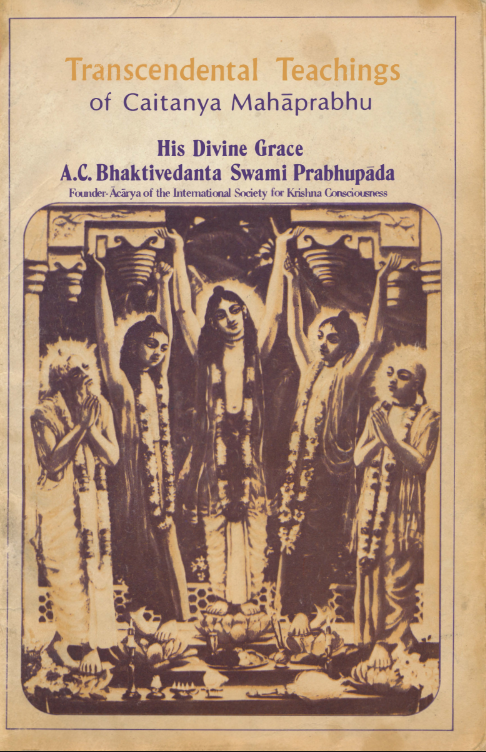 Transcendental Teachings
of Caitanya Mahāprabhu
His Divine Grace
A.C. Bhaktivedanta Swami Prabhupāda
Founder-Ācārya of the International Society for Krishna Consciousness